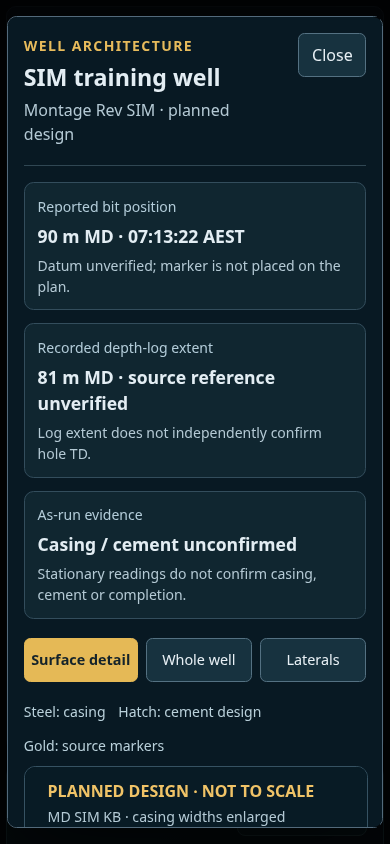 WELL ARCHITECTURE
SIM training well
Close
Montage Rev SIM · planned
design
Reported bit position
90 m MD · 07:13:22 AEST
Datum unverified; marker is not placed on the
plan.
Recorded depth-log extent
81 m MD · source reference
unverified
Log extent does not independently confirm
hole TD.
As-run evidence
Casing / cement unconfirmed
Stationary readings do not confirm casing,
cement or completion.
Surface detail
Whole well
Laterals
Steel: casing Hatch: cement design
Gold: source markers
PLANNED DESIGN · NOT TO SCALE
MD SIM KB · casing widths enlarged